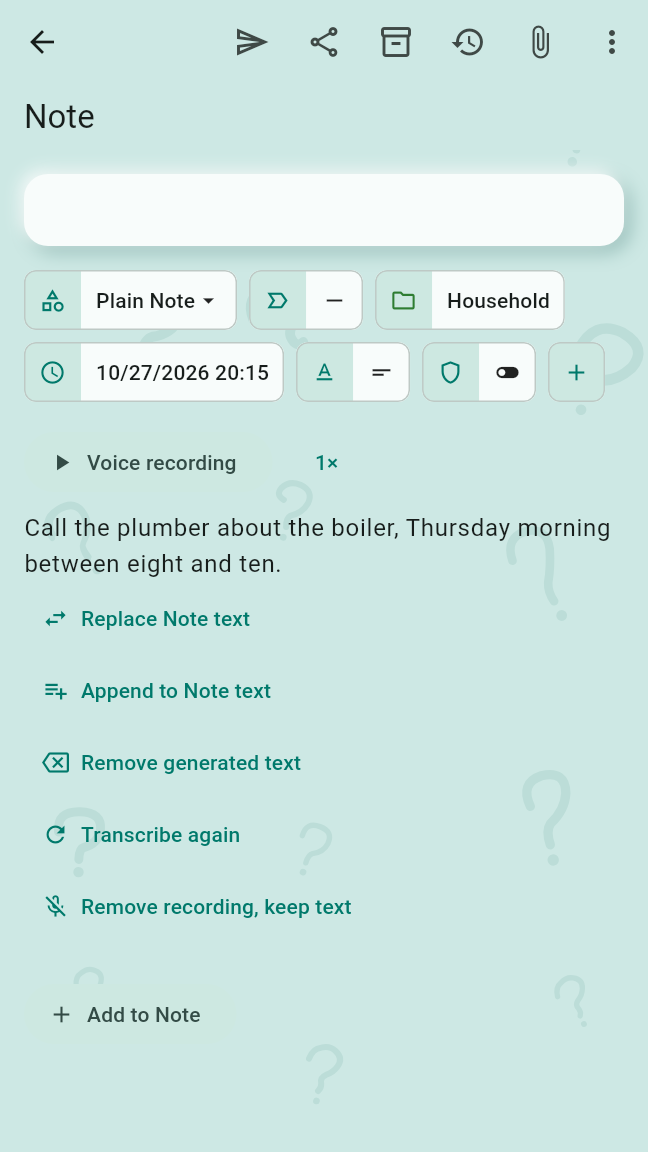 Note
Plain Note
Household
10/27/2026 20:15
Voice recording 1×
Call the plumber about the boiler, Thursday morning
between eight and ten.
Replace Note text
Append to Note text
Remove generated text
Transcribe again
Remove recording, keep text
Add to Note